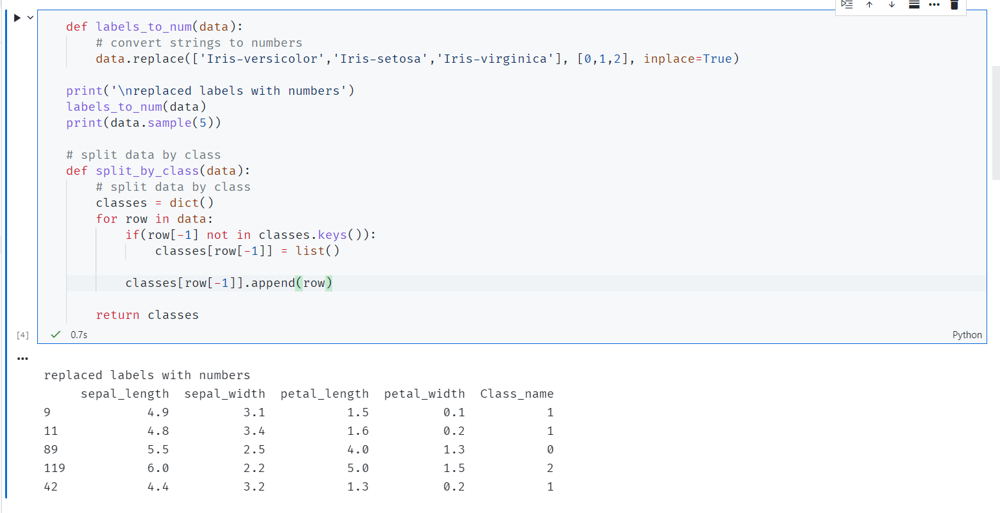 def labels_to_num(data):
    # convert strings to numbers
    data.replace(['Iris-versicolor','Iris-setosa','Iris-virginica'], [0,1,2], inplace=True)
print('\nreplaced labels with numbers')
labels_to_num(data)
print(data.sample(5))
# split data by class
def split_by_class(data):
    # split data by class
    classes = dict()
    for row in data:
        if(row[-1] not in classes.keys()):
            classes[row[-1]] = list()
        classes[row[-1]].append(row)
    return classes
[4] 0.7s Python
replaced labels with numbers
     sepal_length  sepal_width  petal_length  petal_width  Class_name
9             4.9          3.1           1.5          0.1           1
11            4.8          3.4           1.6          0.2           1
89            5.5          2.5           4.0          1.3           0
119           6.0          2.2           5.0          1.5           2
42            4.4          3.2           1.3          0.2           1